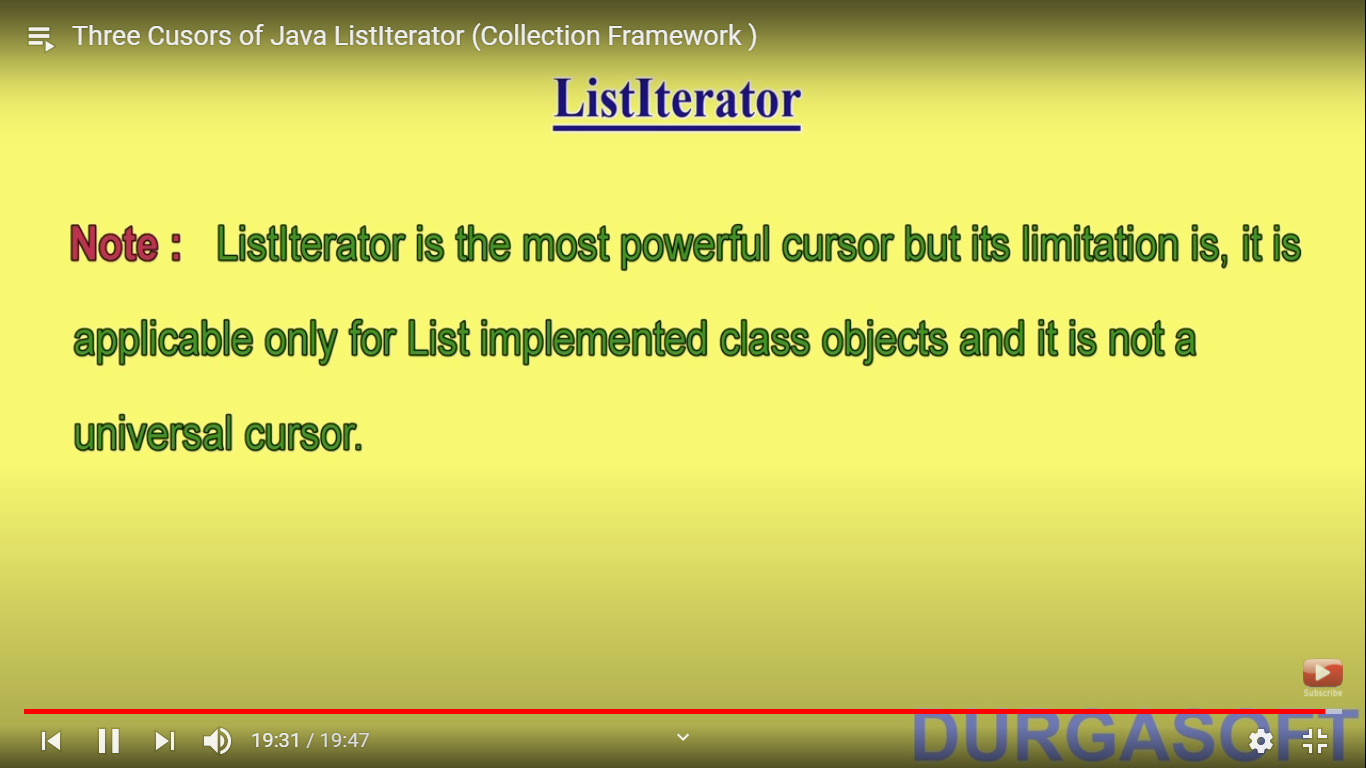 Three Cusors of Java ListIterator (Collection Framework )
ListIterator
Note : ListIterator is the most powerful cursor but its limitation is, it is
applicable only for List implemented class objects and it is not a
universal cursor.
Subscribe
19:31 / 19:47
DURGASOFT